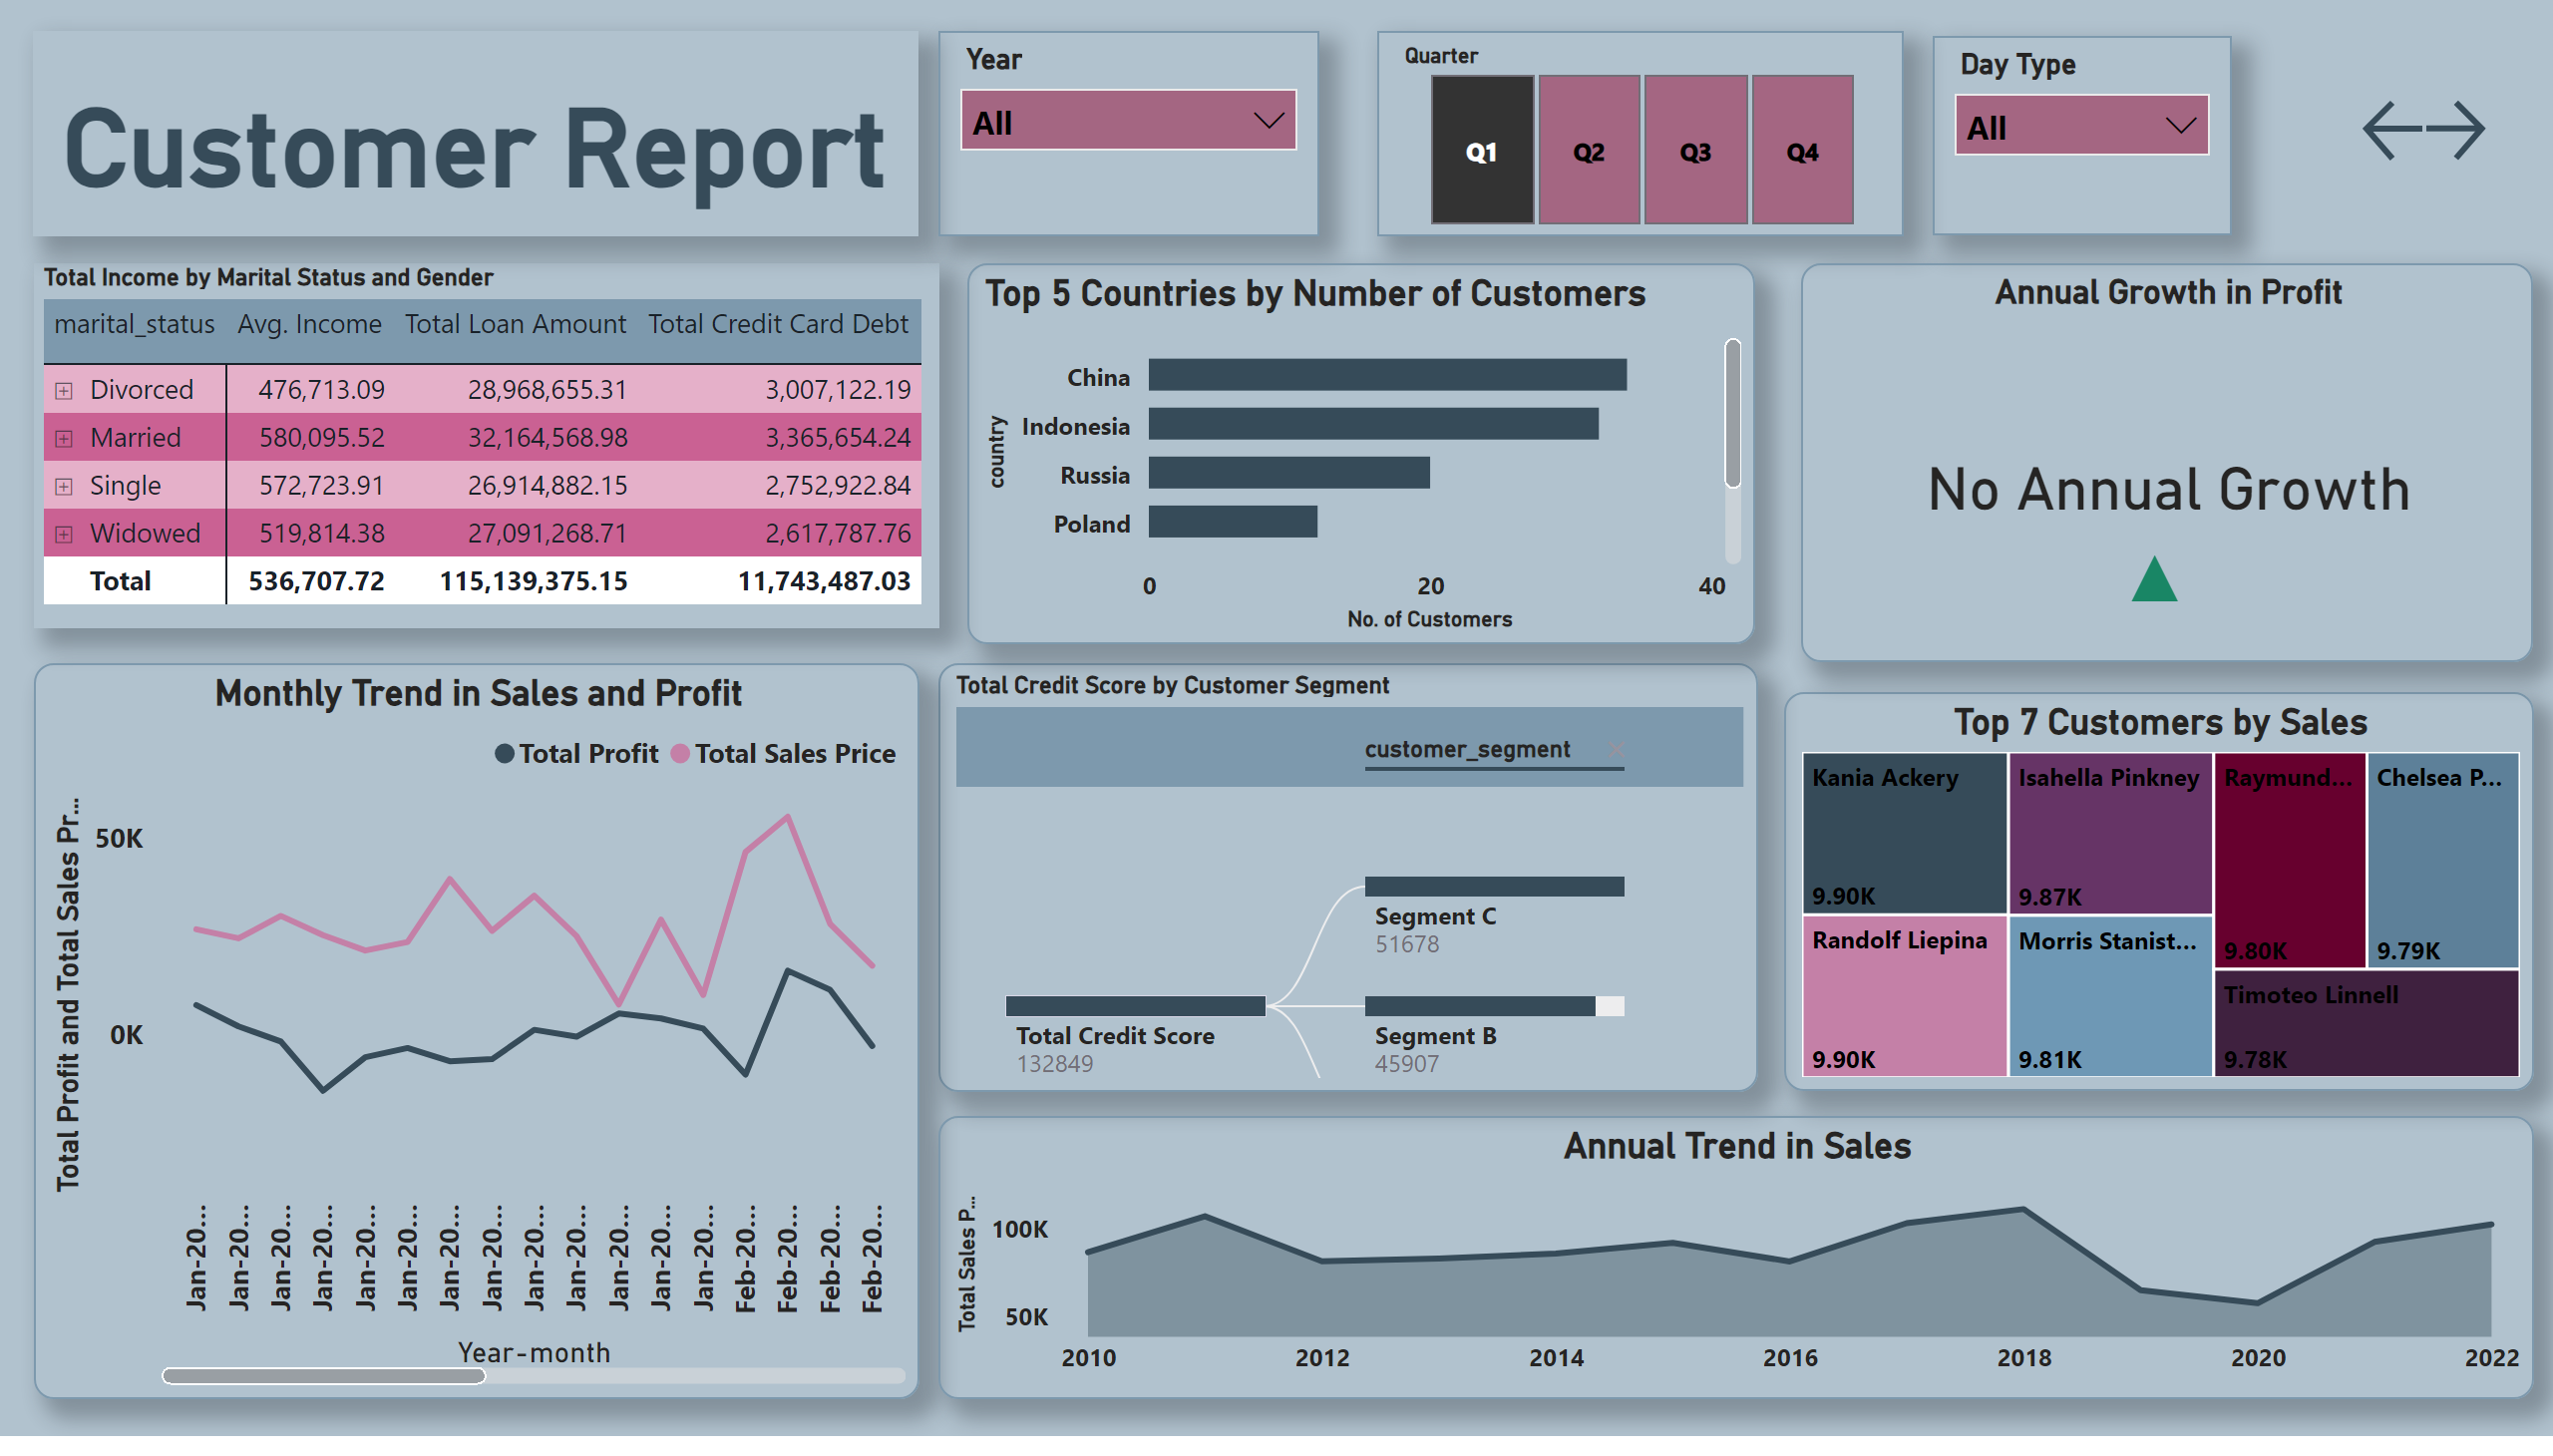 Customer Report
Year
All
Quarter
Q1 Q2 Q3 Q4
Day Type
All
Total Income by Marital Status and Gender
marital_status Avg. Income Total Loan Amount Total Credit Card Debt
Divorced 476,713.09 28,968,655.31 3,007,122.19
Married 580,095.52 32,164,568.98 3,365,654.24
Single 572,723.91 26,914,882.15 2,752,922.84
Widowed 519,814.38 27,091,268.71 2,617,787.76
Total 536,707.72 115,139,375.15 11,743,487.03
Top 5 Countries by Number of Customers
country
China
Indonesia
Russia
Poland
0 20 40
No. of Customers
Annual Growth in Profit
No Annual Growth
Monthly Trend in Sales and Profit
Total Profit Total Sales Price
Total Profit and Total Sales Pr...
50K
0K
Jan-20... Jan-20... Jan-20... Jan-20... Jan-20... Jan-20... Jan-20... Jan-20... Jan-20... Jan-20... Jan-20... Jan-20... Jan-20... Feb-20... Feb-20... Feb-20... Feb-20...
Year-month
Total Credit Score by Customer Segment
customer_segment
Segment C
51678
Total Credit Score
132849
Segment B
45907
Top 7 Customers by Sales
Kania Ackery
9.90K
Isahella Pinkney
9.87K
Raymund...
9.80K
Chelsea P...
9.79K
Randolf Liepina
9.90K
Morris Stanist...
9.81K
Timoteo Linnell
9.78K
Annual Trend in Sales
Total Sales P...
100K
50K
2010 2012 2014 2016 2018 2020 2022